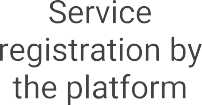 Service
registration by
the platform